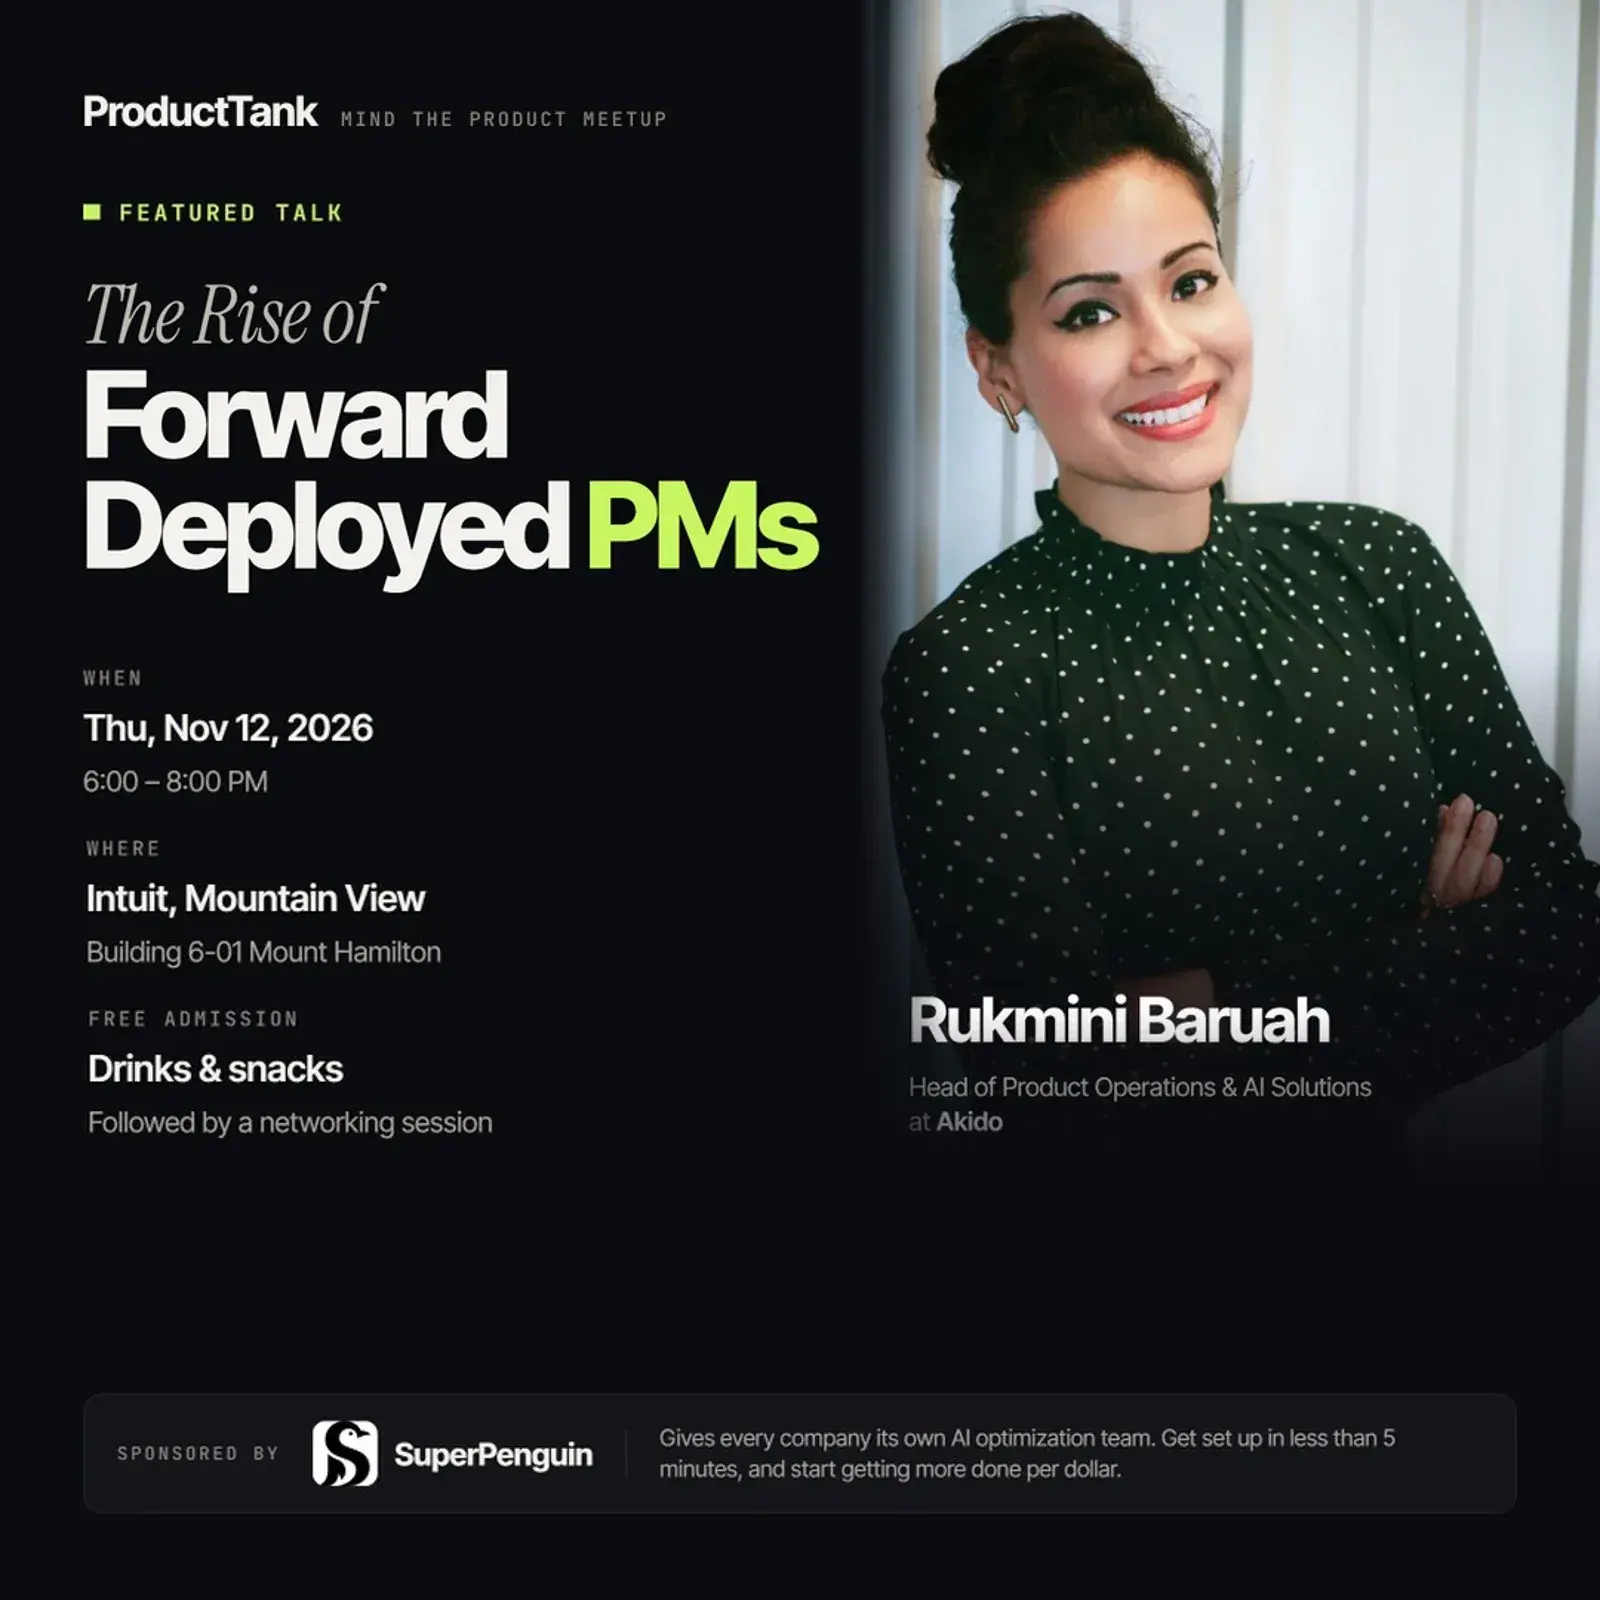 ProductTank MIND THE PRODUCT MEETUP
FEATURED TALK
The Rise of
Forward
Deployed PMs
WHEN
Thu, Nov 12, 2026
6:00 – 8:00 PM
WHERE
Intuit, Mountain View
Building 6-01 Mount Hamilton
FREE ADMISSION
Drinks & snacks
Followed by a networking session
Rukmini Baruah
Head of Product Operations & AI Solutions
at Akido
SPONSORED BY
SuperPenguin
Gives every company its own AI optimization team. Get set up in less than 5
minutes, and start getting more done per dollar.